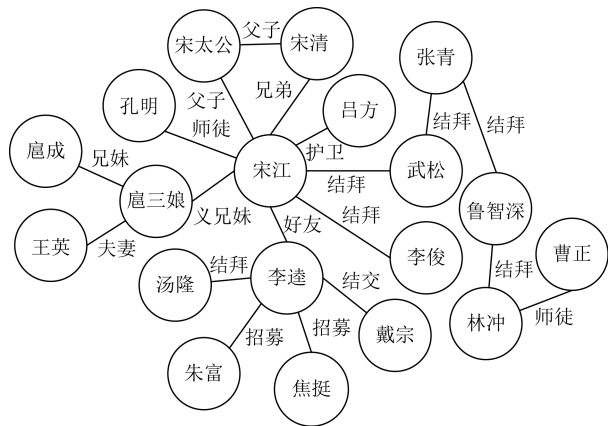 宋太公
父子
宋清
张青
孔明
父子
师徒
兄弟
吕方
护卫
结拜
结拜
扈成
兄妹
宋江
结拜
武松
扈三娘
义兄妹
好友
结拜
鲁智深
王英
夫妻
李俊
曹正
汤隆
结拜
李逵
结交
结拜
招募
招募
戴宗
林冲
师徒
朱富
焦挺